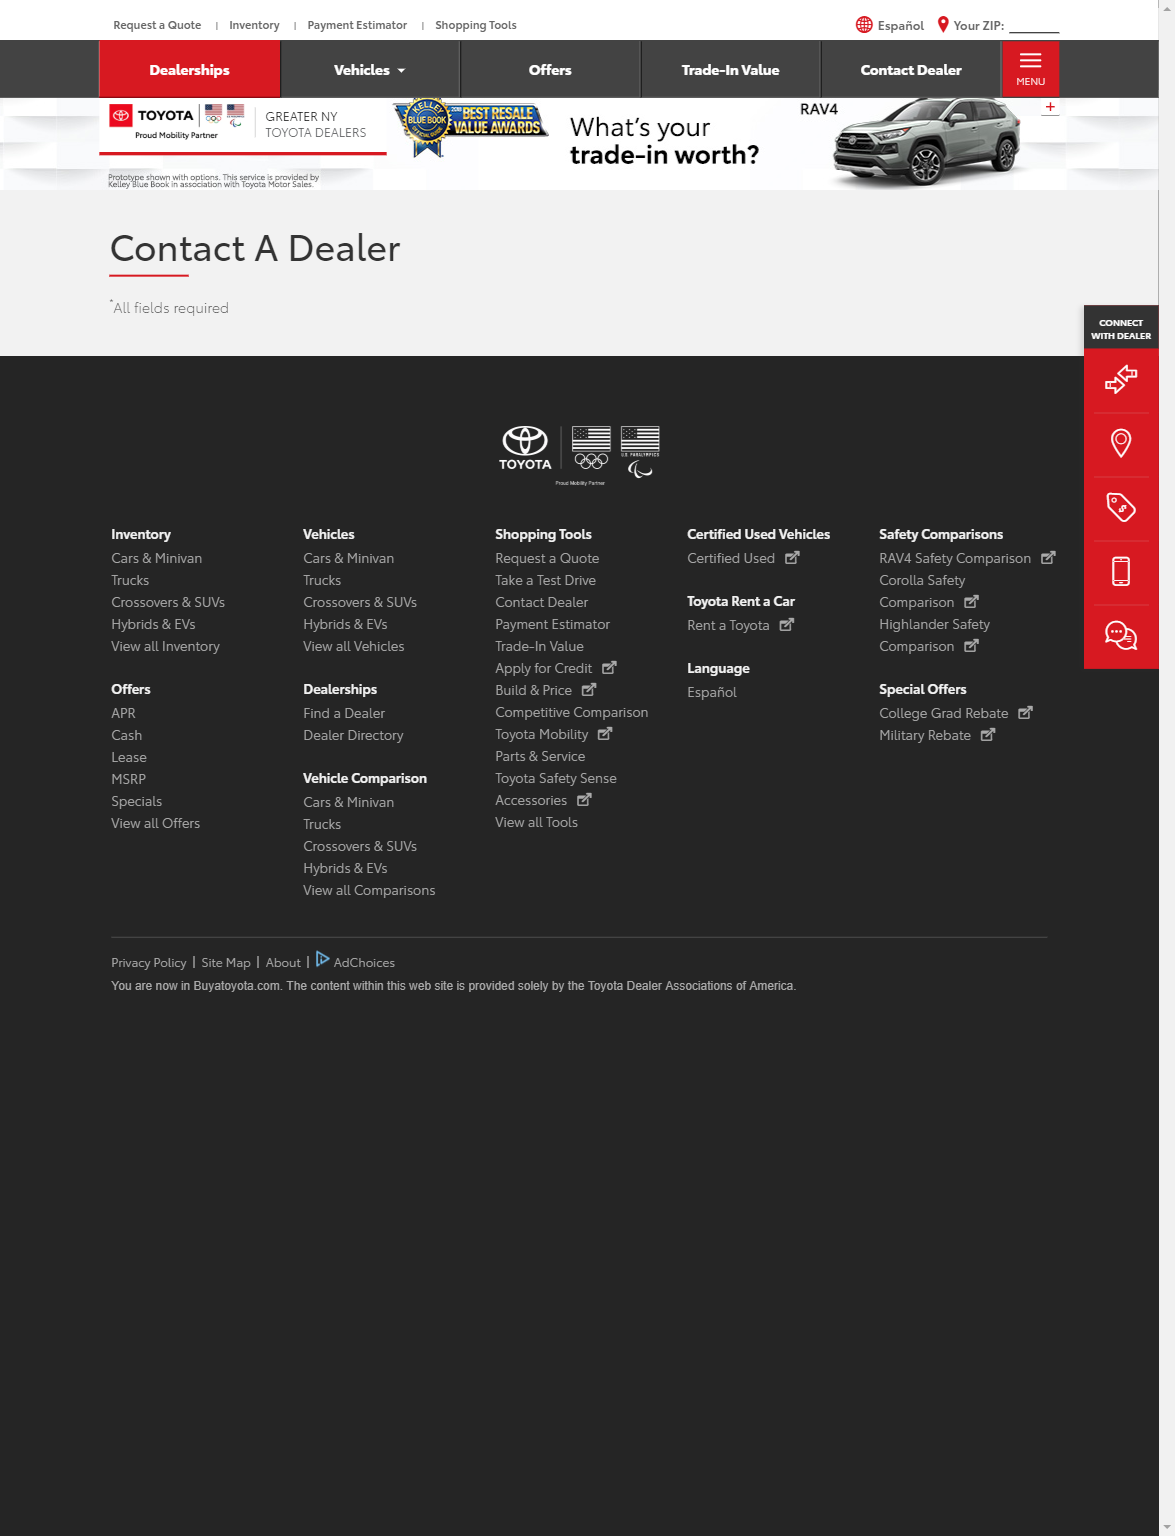 Request a Quote | Inventory | Payment Estimator | Shopping Tools
Español Your ZIP:
Dealerships Vehicles Offers Trade-In Value Contact Dealer MENU
TOYOTA
Proud Mobility Partner
GREATER NY
TOYOTA DEALERS
Prototype shown with options. This service is provided by
Kelley Blue Book in association with Toyota Motor Sales.
KELLEY
BLUE BOOK
BEST RESALE
VALUE AWARDS
What's your
trade-in worth?
RAV4
+
Contact A Dealer
*All fields required
CONNECT
WITH DEALER
TOYOTA
U.S. PARALYMPICS
Proud Mobility Partner
Inventory
Cars & Minivan
Trucks
Crossovers & SUVs
Hybrids & EVs
View all Inventory
Offers
APR
Cash
Lease
MSRP
Specials
View all Offers
Vehicles
Cars & Minivan
Trucks
Crossovers & SUVs
Hybrids & EVs
View all Vehicles
Dealerships
Find a Dealer
Dealer Directory
Vehicle Comparison
Cars & Minivan
Trucks
Crossovers & SUVs
Hybrids & EVs
View all Comparisons
Shopping Tools
Request a Quote
Take a Test Drive
Contact Dealer
Payment Estimator
Trade-In Value
Apply for Credit
Build & Price
Competitive Comparison
Toyota Mobility
Parts & Service
Toyota Safety Sense
Accessories
View all Tools
Certified Used Vehicles
Certified Used
Toyota Rent a Car
Rent a Toyota
Language
Español
Safety Comparisons
RAV4 Safety Comparison
Corolla Safety
Comparison
Highlander Safety
Comparison
Special Offers
College Grad Rebate
Military Rebate
Privacy Policy | Site Map | About | AdChoices
You are now in Buyatoyota.com. The content within this web site is provided solely by the Toyota Dealer Associations of America.